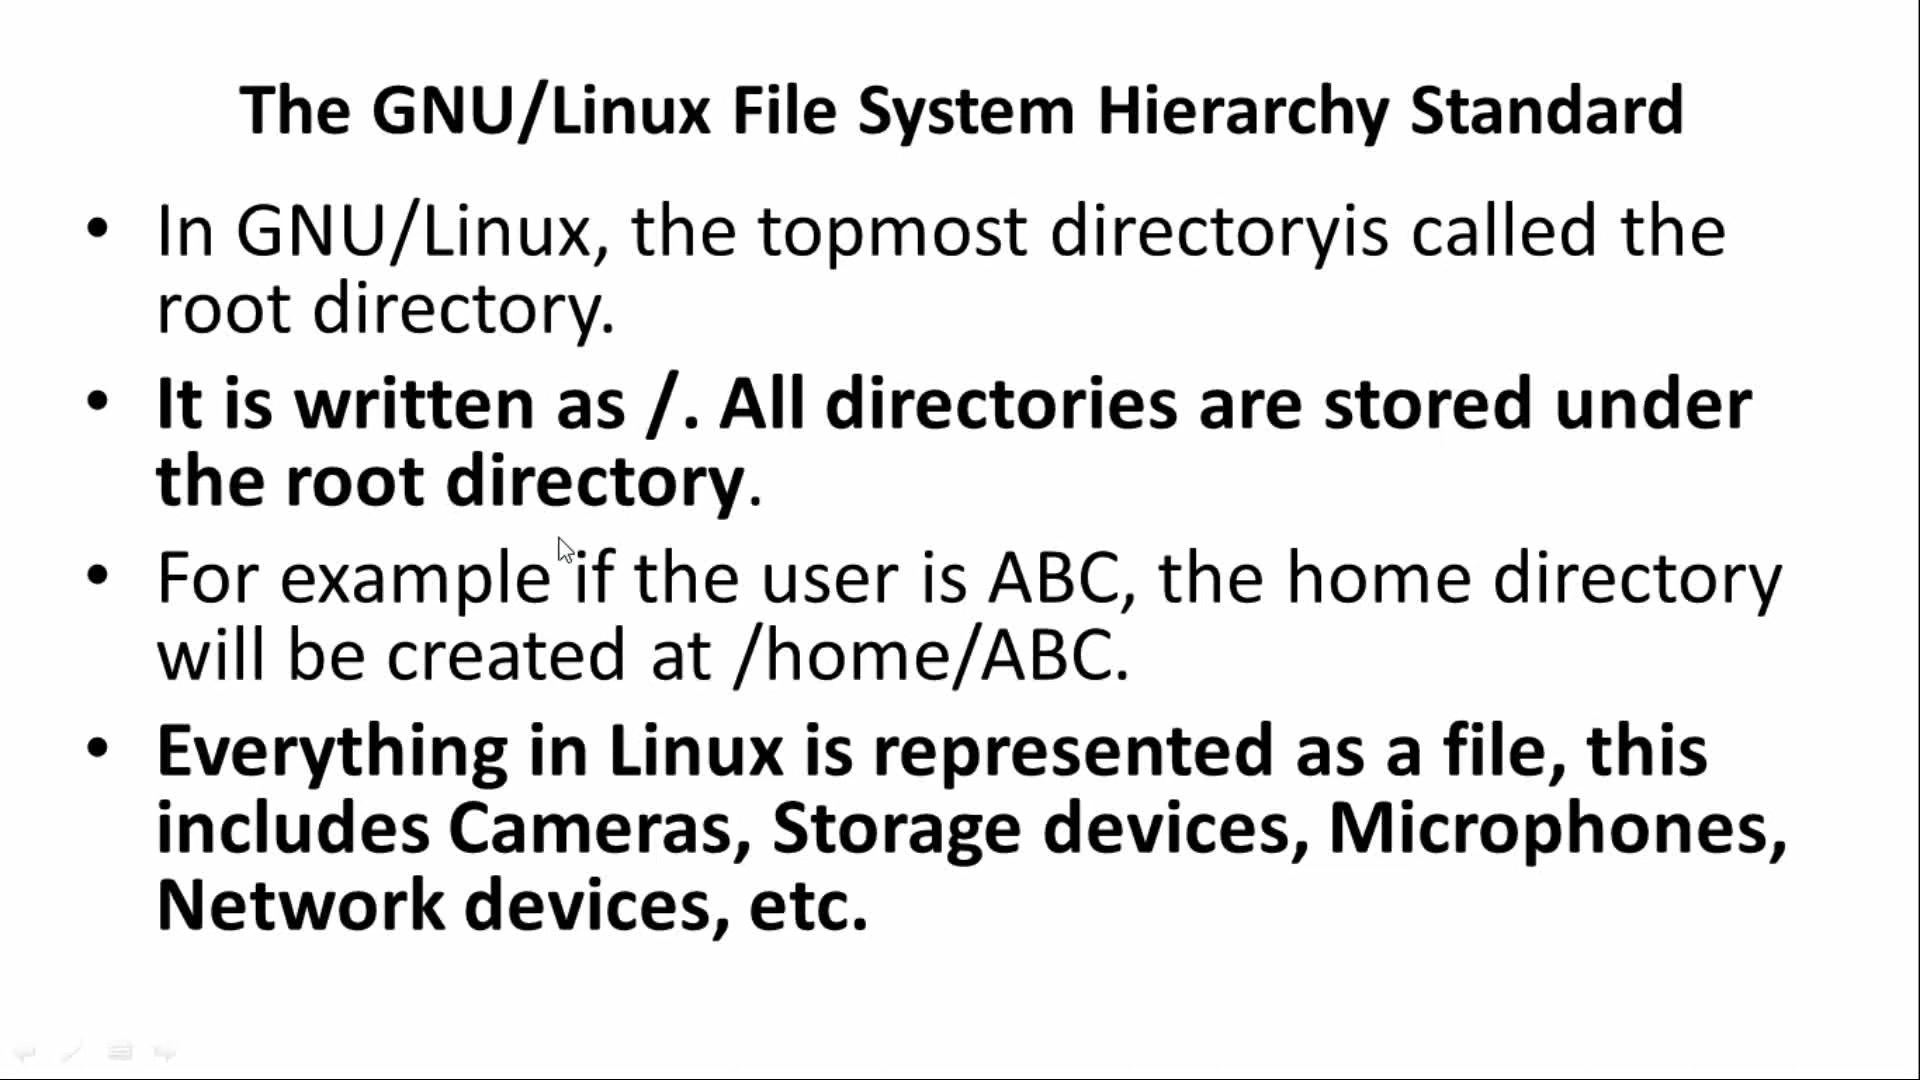 The GNU/Linux File System Hierarchy Standard
• In GNU/Linux, the topmost directoryis called the
root directory.
• It is written as /. All directories are stored under
the root directory.
• For example if the user is ABC, the home directory
will be created at /home/ABC.
• Everything in Linux is represented as a file, this
includes Cameras, Storage devices, Microphones,
Network devices, etc.